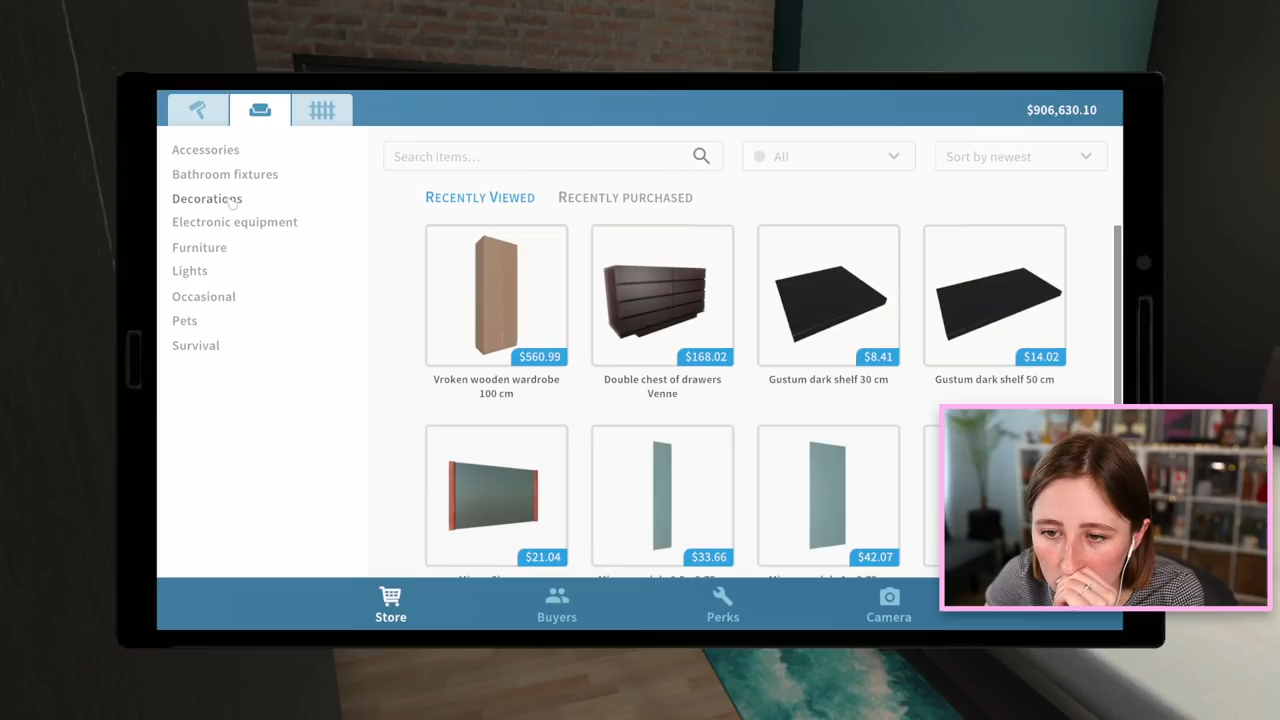 $906,630.10
Accessories
Bathroom fixtures
Decorations
Electronic equipment
Furniture
Lights
Occasional
Pets
Survival
Search items...
All
Sort by newest
RECENTLY VIEWED
RECENTLY PURCHASED
$560.99
$168.02
$8.41
$14.02
Vroken wooden wardrobe
100 cm
Double chest of drawers
Venne
Gustum dark shelf 30 cm
Gustum dark shelf 50 cm
$21.04
$33.66
$42.07
Store
Buyers
Perks
Camera